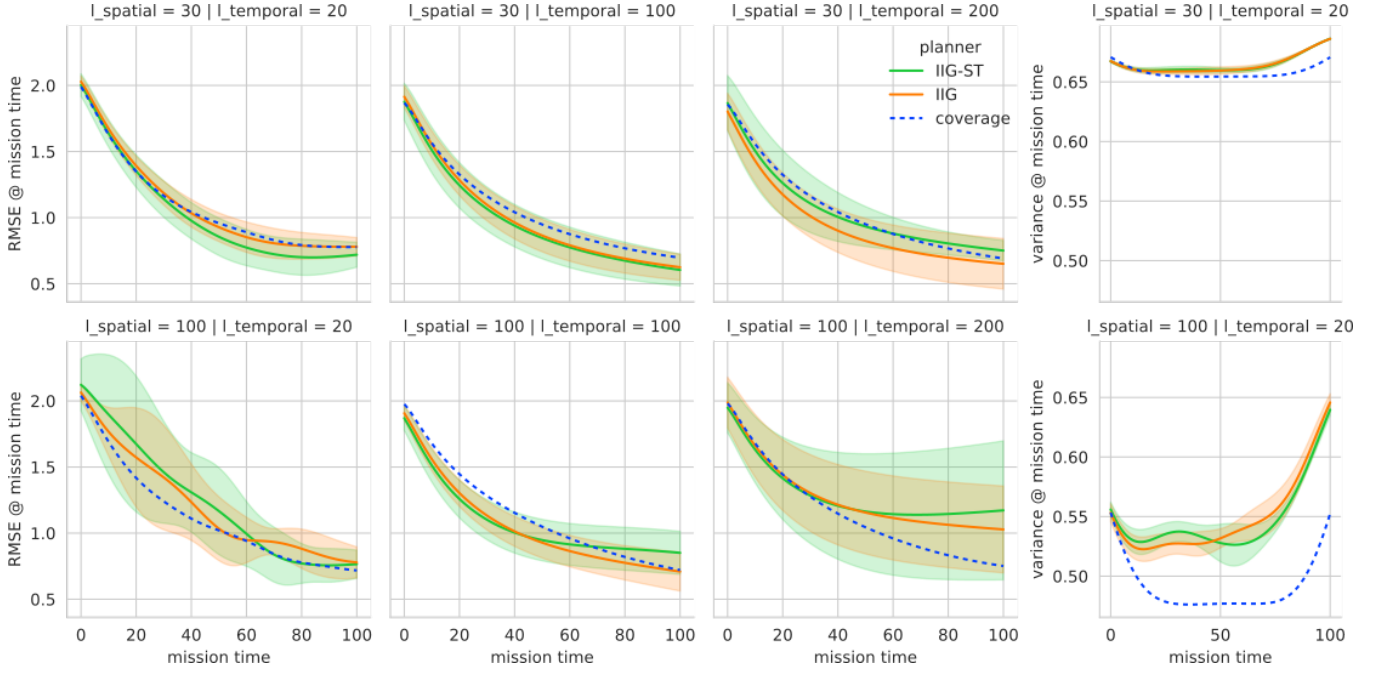 l_spatial = 30 | l_temporal = 20
l_spatial = 30 | l_temporal = 100
l_spatial = 30 | l_temporal = 200
l_spatial = 30 | l_temporal = 20
RMSE @ mission time
2.0
1.5
1.0
0.5
planner
IIG-ST
IIG
coverage
variance @ mission time
0.65
0.60
0.55
0.50
l_spatial = 100 | l_temporal = 20
l_spatial = 100 | l_temporal = 100
l_spatial = 100 | l_temporal = 200
l_spatial = 100 | l_temporal = 20
RMSE @ mission time
2.0
1.5
1.0
0.5
variance @ mission time
0.65
0.60
0.55
0.50
0 20 40 60 80 100
0 20 40 60 80 100
0 20 40 60 80 100
0 50 100
mission time
mission time
mission time
mission time